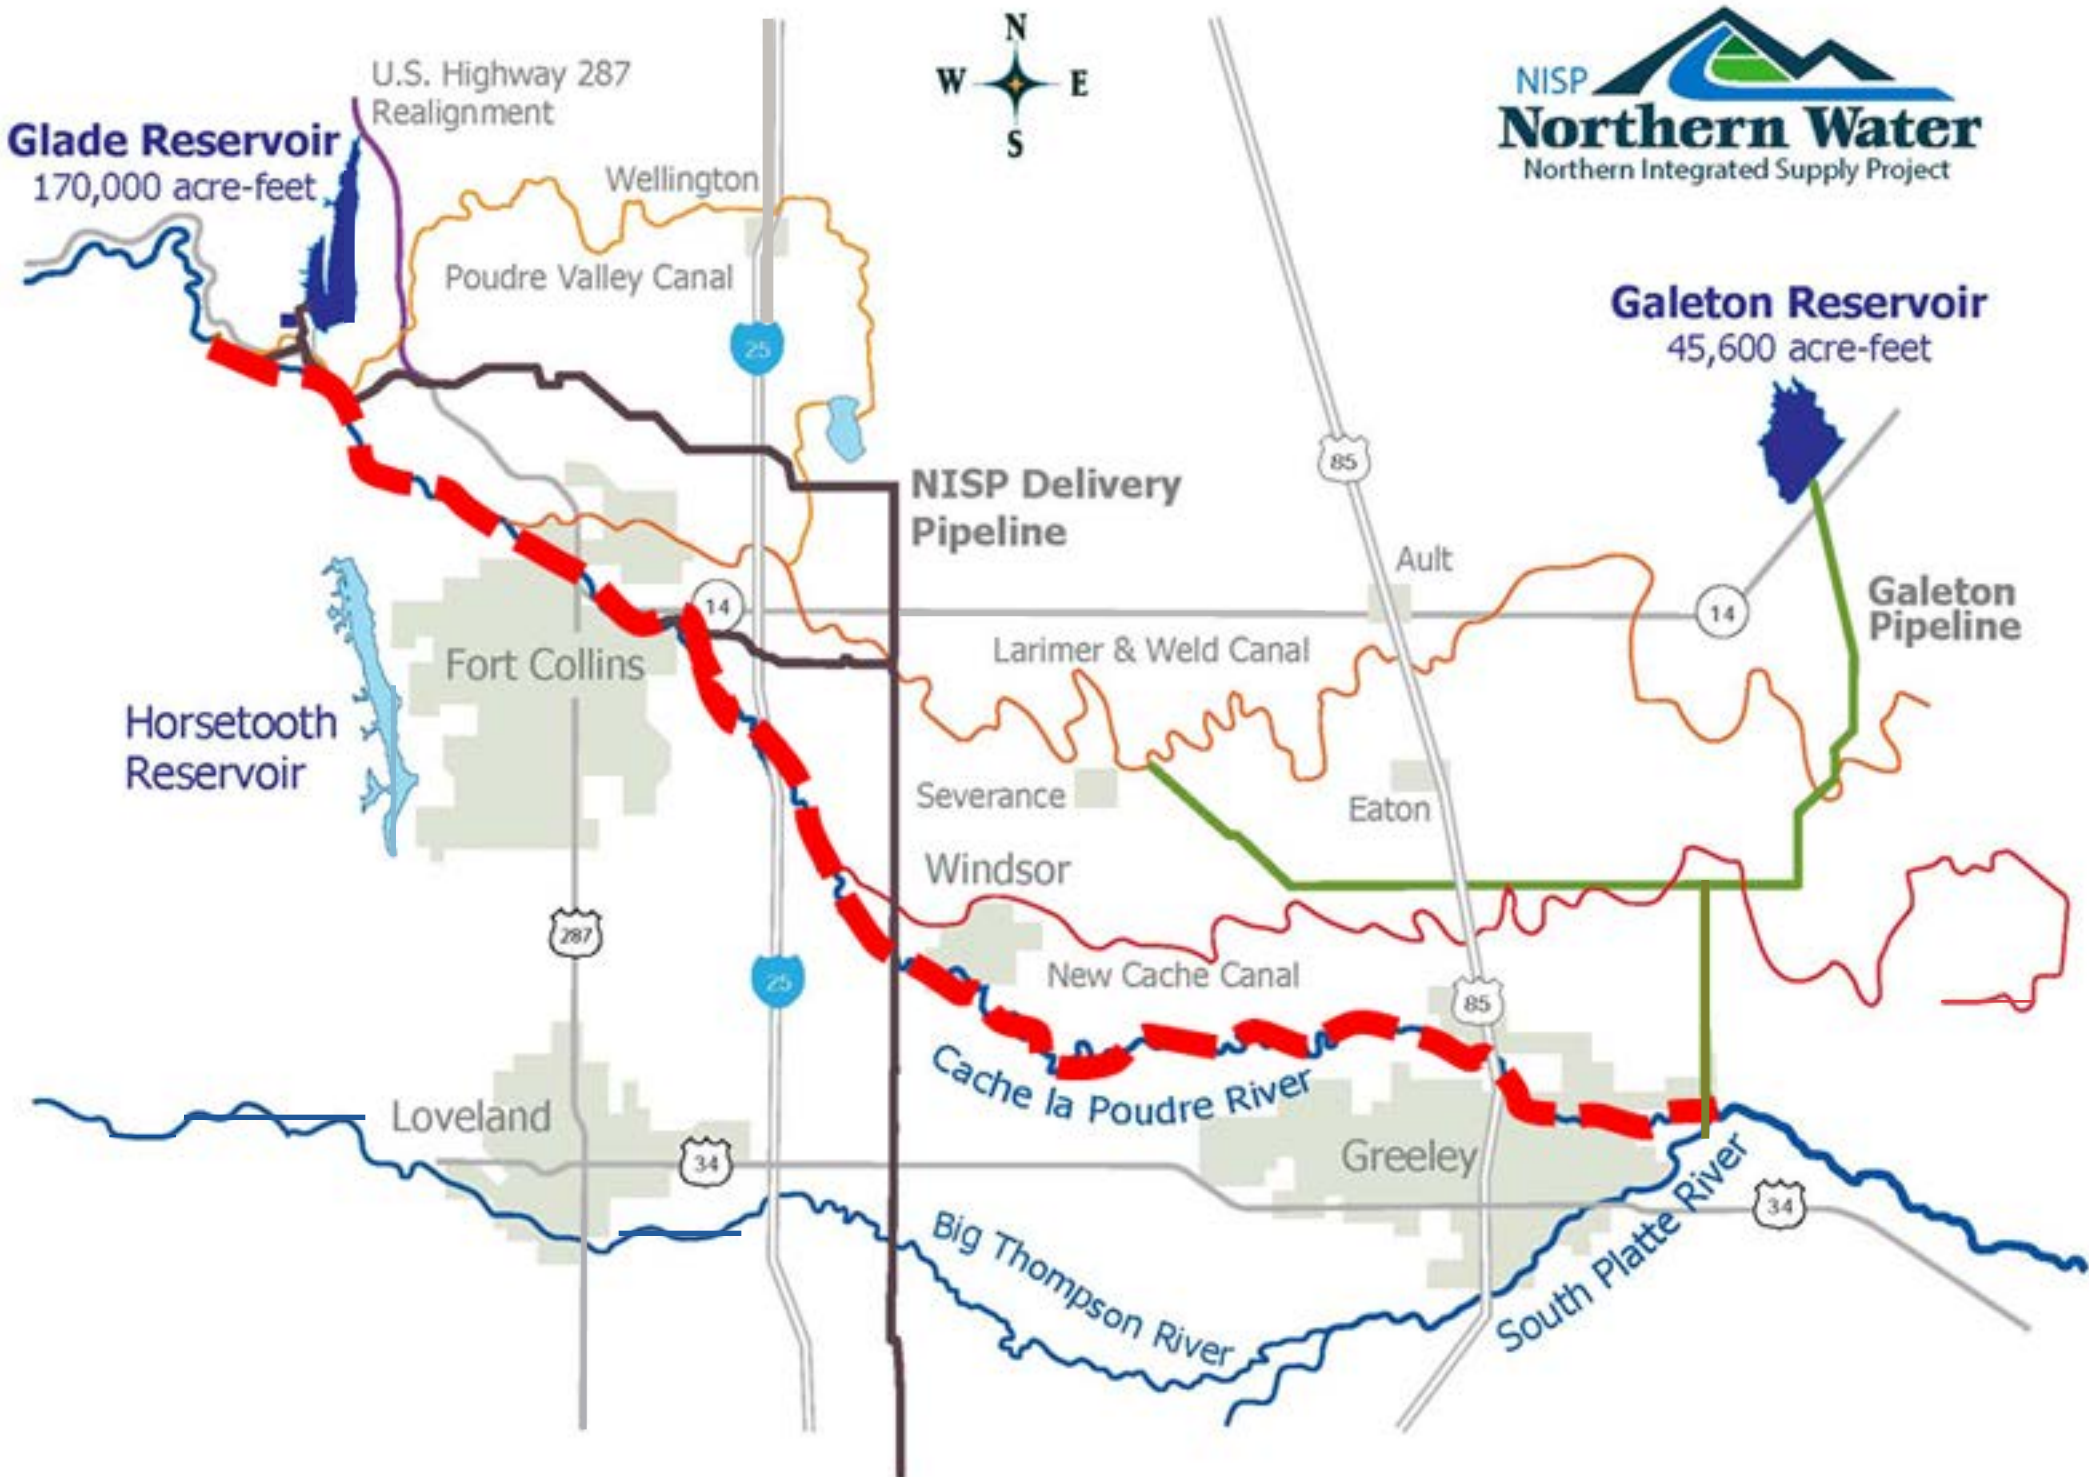 N
W E
S
U.S. Highway 287
Realignment
NISP
Northern Water
Northern Integrated Supply Project
Glade Reservoir
170,000 acre-feet
Wellington
Poudre Valley Canal
25
Galeton Reservoir
45,600 acre-feet
85
NISP Delivery
Pipeline
Ault
14
14
Galeton
Pipeline
Larimer & Weld Canal
Fort Collins
Horsetooth
Reservoir
Severance
Eaton
Windsor
287
25
New Cache Canal
85
Cache la Poudre River
Loveland
34
Greeley
34
Big Thompson River
South Platte River